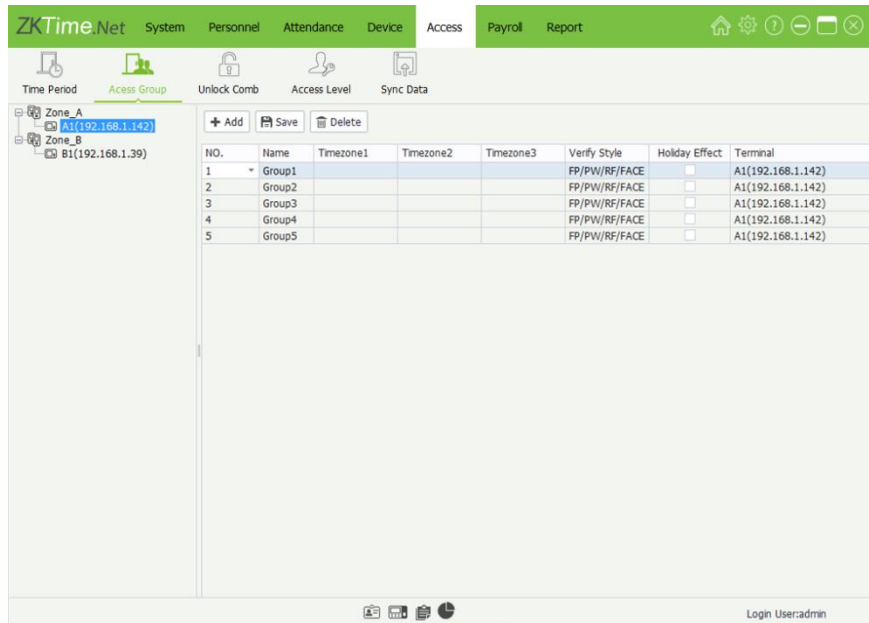 ZKTime.Net System Personnel Attendance Device Access Payroll Report
Time Period Acess Group Unlock Comb Access Level Sync Data
Zone_A
A1(192.168.1.142)
Zone_B
B1(192.168.1.39)
+ Add Save Delete
NO. Name Timezone1 Timezone2 Timezone3 Verify Style Holiday Effect Terminal
1 Group1 FP/PW/RF/FACE A1(192.168.1.142)
2 Group2 FP/PW/RF/FACE A1(192.168.1.142)
3 Group3 FP/PW/RF/FACE A1(192.168.1.142)
4 Group4 FP/PW/RF/FACE A1(192.168.1.142)
5 Group5 FP/PW/RF/FACE A1(192.168.1.142)
Login User:admin